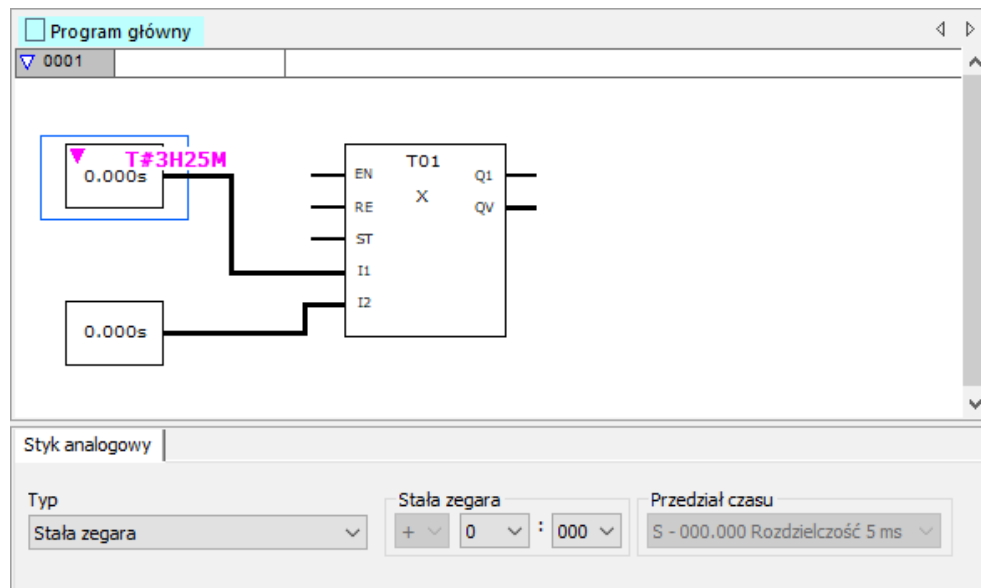 Program główny
0001
T#3H25M
0.000s
T01
X
EN
RE
ST
I1
I2
Q1
QV
0.000s
Styk analogowy
Typ
Stała zegara
Stała zegara
+ 0 : 000
Przedział czasu
S - 000.000 Rozdzielczość 5 ms